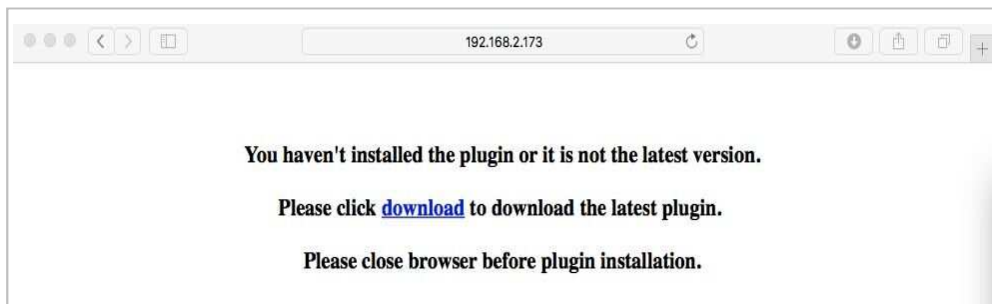 192.168.2.173
You haven't installed the plugin or it is not the latest version.
Please click download to download the latest plugin.
Please close browser before plugin installation.